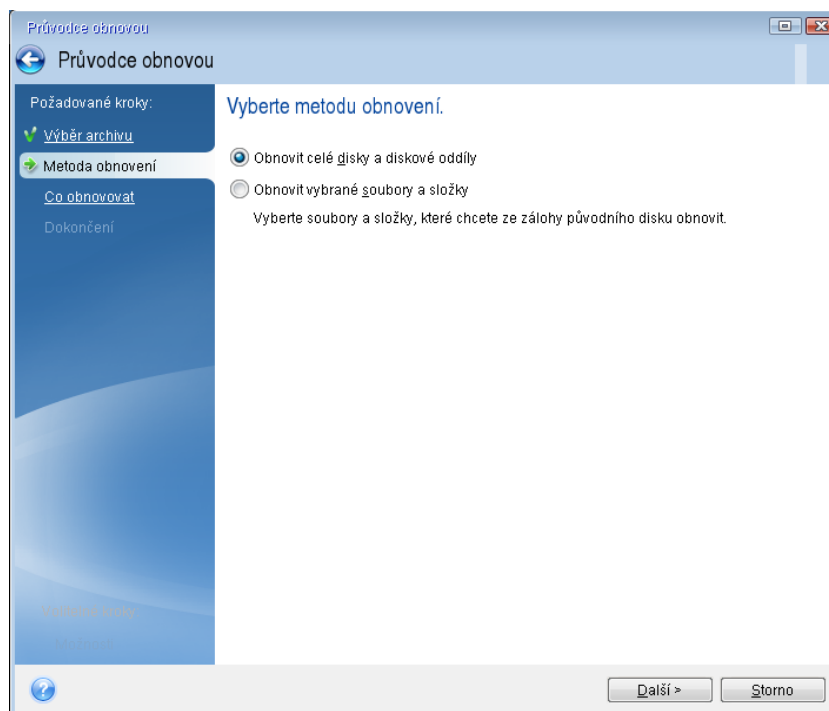 Průvodce obnovou
Průvodce obnovou
Požadované kroky:
Výběr archivu
Metoda obnovení
Co obnovovat
Dokončení
Vyberte metodu obnovení.
Obnovit celé disky a diskové oddíly
Obnovit vybrané soubory a složky
Vyberte soubory a složky, které chcete ze zálohy původního disku obnovit.
Další >
Storno